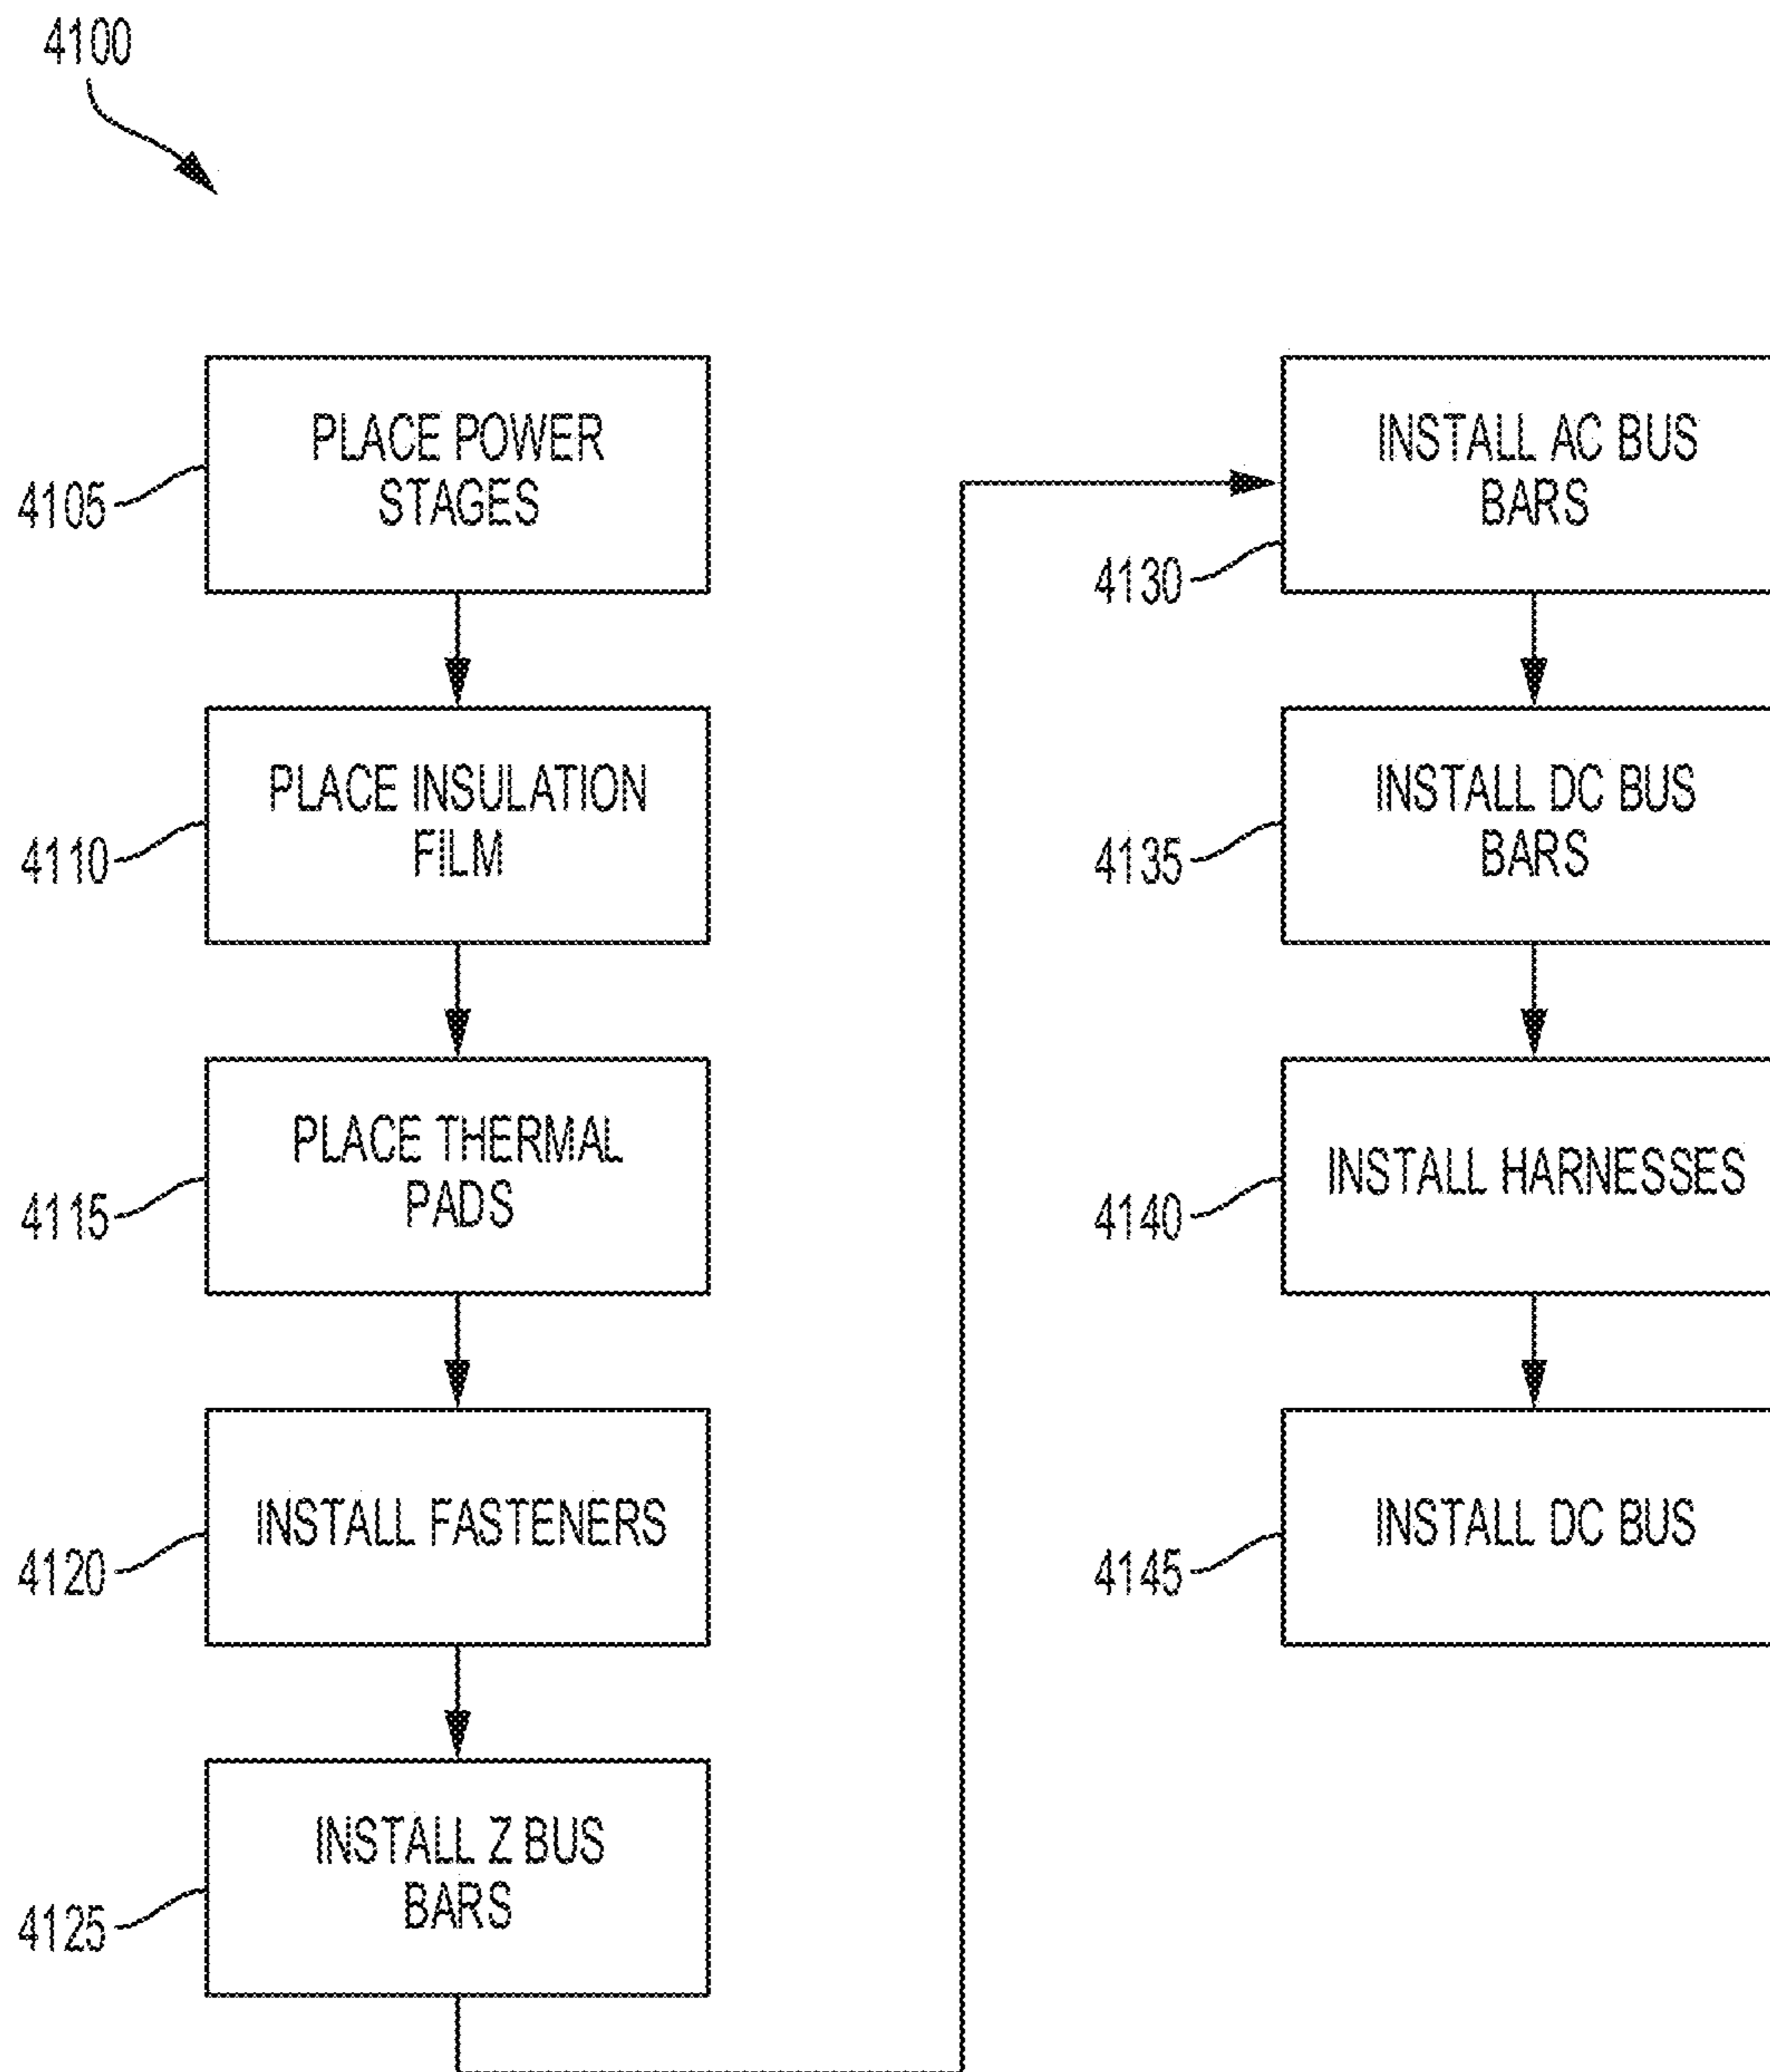 4100
PLACE POWER
STAGES
4105
PLACE INSULATION
FILM
4110
PLACE THERMAL
PADS
4115
INSTALL FASTENERS
4120
INSTALL Z BUS
BARS
4125
INSTALL AC BUS
BARS
4130
INSTALL DC BUS
BARS
4135
INSTALL HARNESSES
4140
INSTALL DC BUS
4145